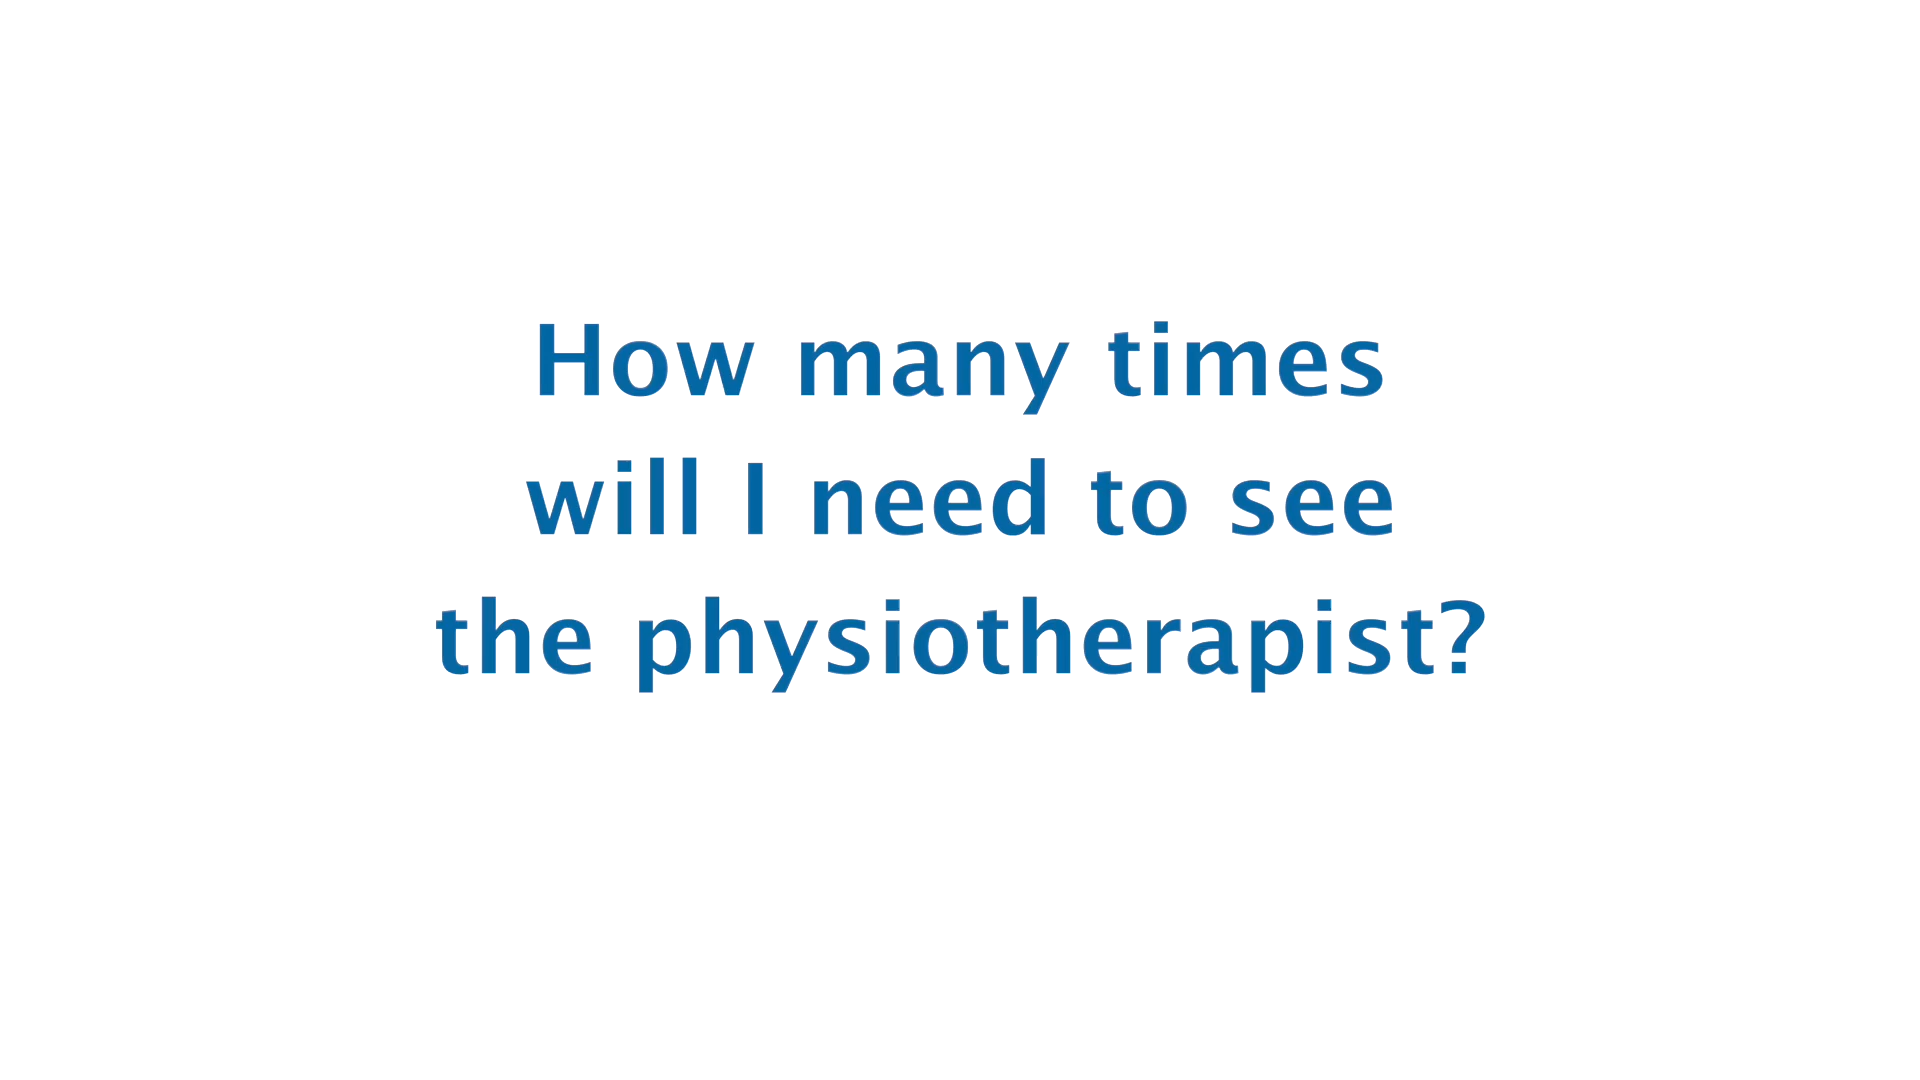 How many times
will I need to see
the physiotherapist?